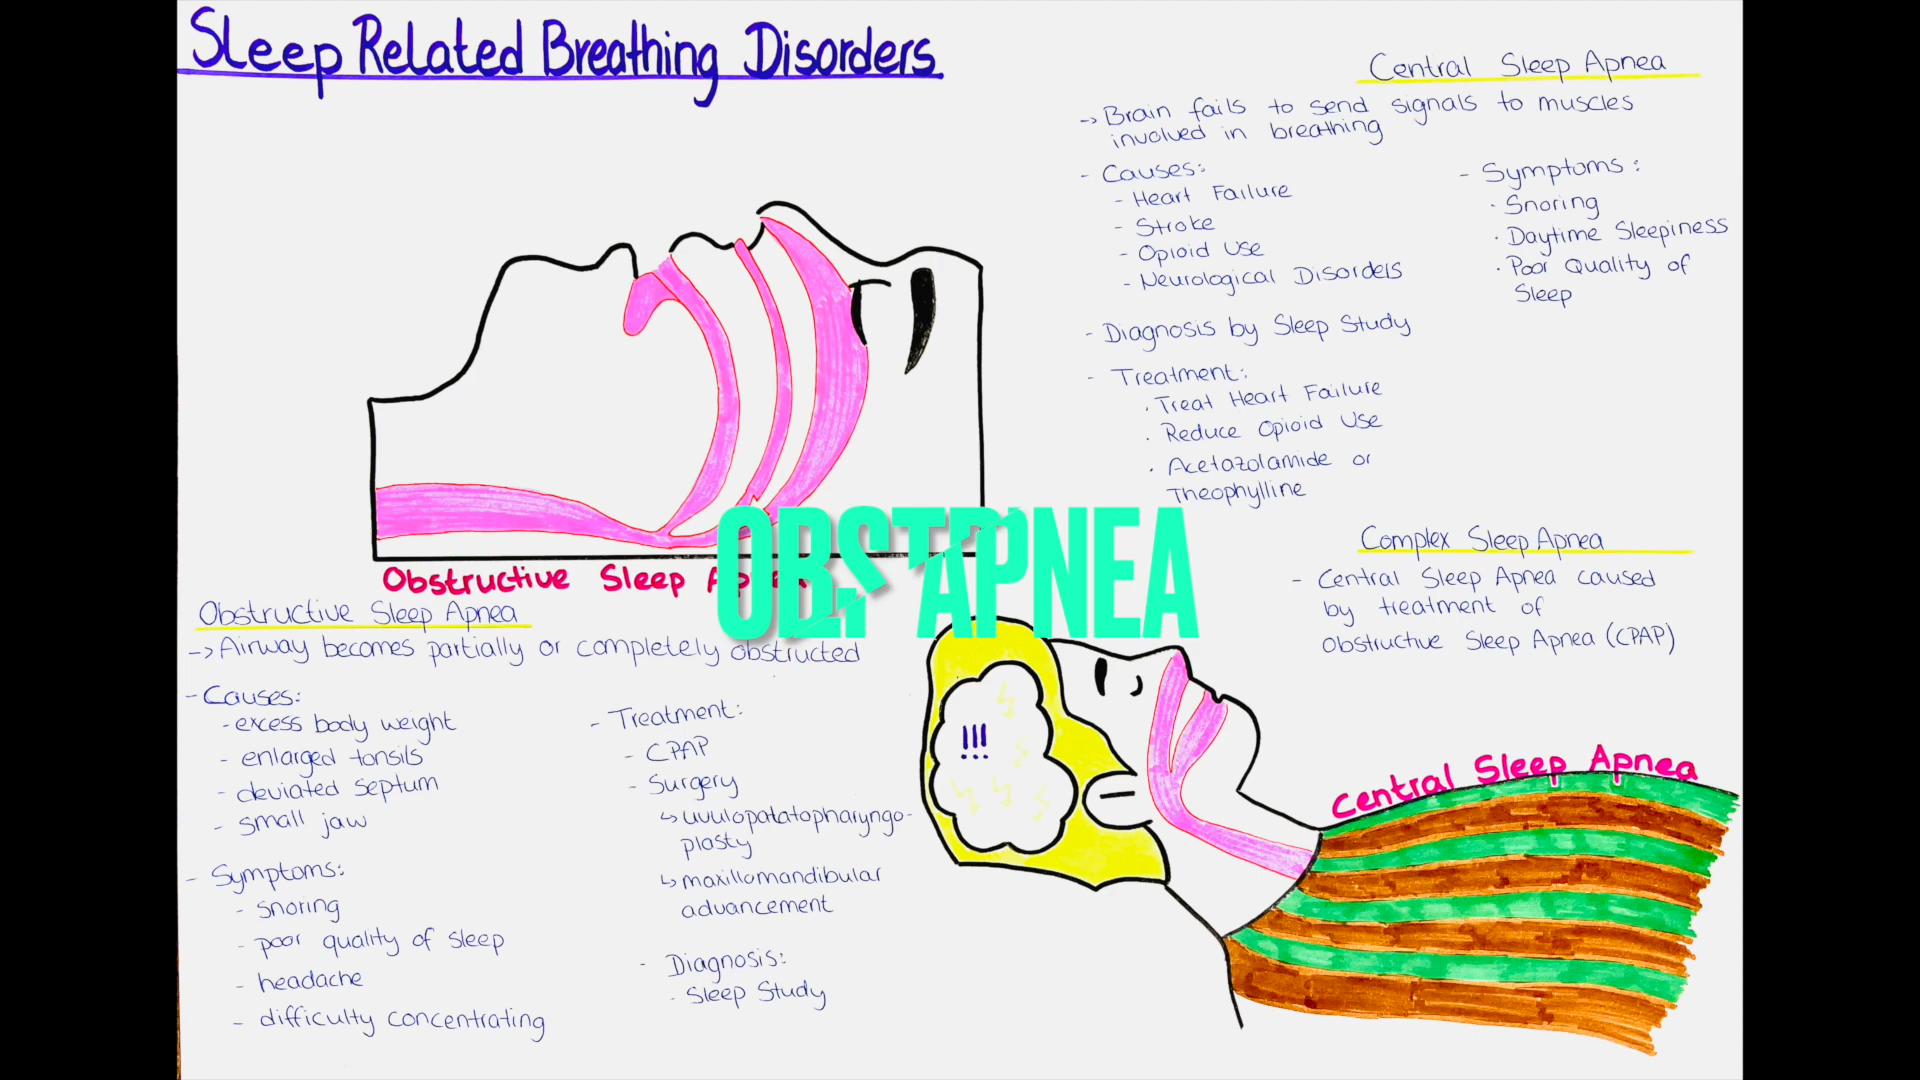 Sleep Related Breathing Disorders
Central Sleep Apnea
-> Brain fails to send signals to muscles
involved in breathing
- Causes:
- Heart Failure
- Stroke
- Opioid Use
- Neurological Disorders
- Symptoms:
· Snoring
· Daytime Sleepiness
· Poor Quality of
Sleep
- Diagnosis by Sleep Study
- Treatment:
· Treat Heart Failure
· Reduce Opioid Use
· Acetazolamide or
Theophylline
Complex Sleep Apnea
- Central Sleep Apnea caused
by treatment of
Obstructive Sleep Apnea (CPAP)
Obstructive Sleep
Obstructive Sleep Apnea
-> Airway becomes partially or completely obstructed
- Causes:
- excess body weight
- enlarged tonsils
- deviated septum
- small jaw
- Symptoms:
- snoring
- poor quality of sleep
- headache
- difficulty concentrating
- Treatment:
- CPAP
- Surgery
↳ uvulopalatopharyngo-
plasty
↳ maxillomandibular
advancement
- Diagnosis:
- Sleep Study
!!!
Central Sleep Apnea